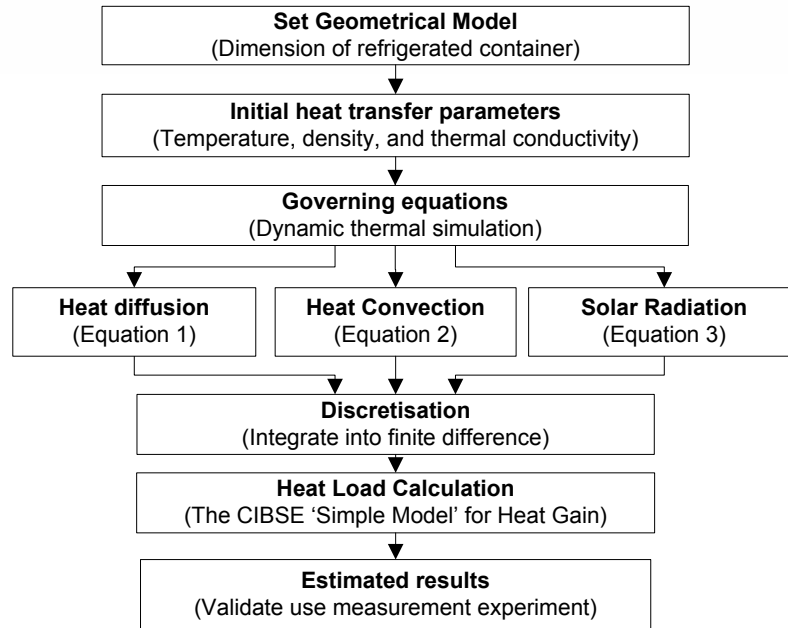 Set Geometrical Model
(Dimension of refrigerated container)
Initial heat transfer parameters
(Temperature, density, and thermal conductivity)
Governing equations
(Dynamic thermal simulation)
Heat diffusion
(Equation 1)
Heat Convection
(Equation 2)
Solar Radiation
(Equation 3)
Discretisation
(Integrate into finite difference)
Heat Load Calculation
(The CIBSE ‘Simple Model’ for Heat Gain)
Estimated results
(Validate use measurement experiment)